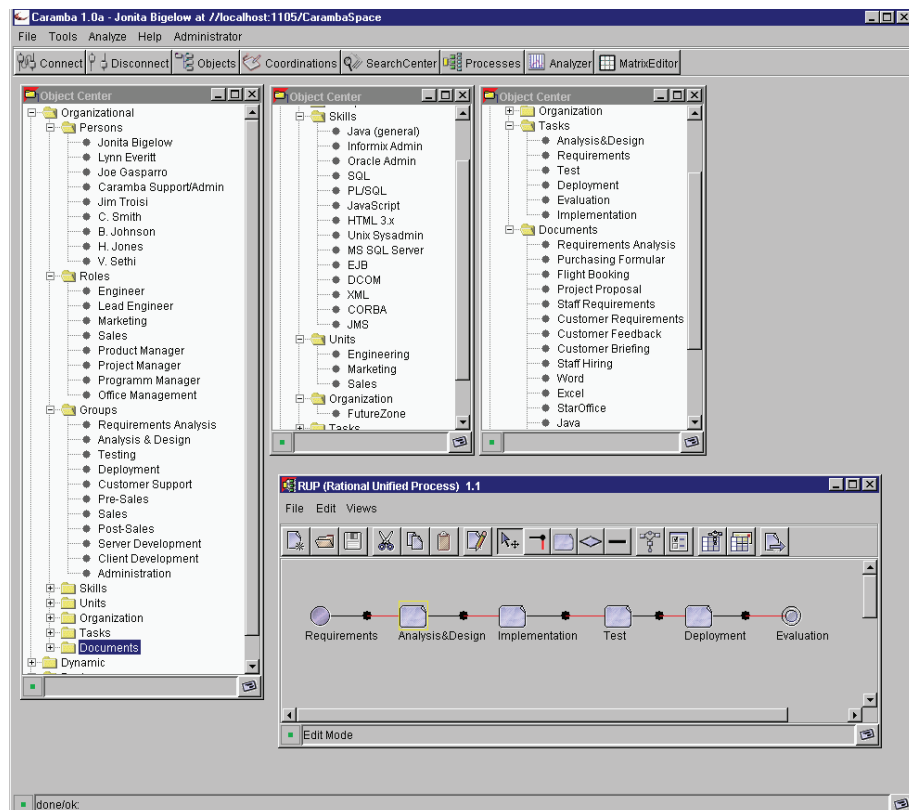 Caramba 1.0a - Jonita Bigelow at //localhost:1105/CarambaSpace
File Tools Analyze Help Administrator
Connect Disconnect Objects Coordinations SearchCenter Processes Analyzer MatrixEditor
Object Center
Organizational
Persons
Jonita Bigelow
Lynn Everitt
Joe Gasparro
Caramba Support/Admin
Jim Troisi
C. Smith
B. Johnson
H. Jones
V. Sethi
Roles
Engineer
Lead Engineer
Marketing
Sales
Product Manager
Project Manager
Programm Manager
Office Management
Groups
Requirements Analysis
Analysis & Design
Testing
Deployment
Customer Support
Pre-Sales
Sales
Post-Sales
Server Development
Client Development
Administration
Skills
Units
Organization
Tasks
Documents
Dynamic
Object Center
Skills
Java (general)
Informix Admin
Oracle Admin
SQL
PL/SQL
JavaScript
HTML 3.x
Unix Sysadmin
MS SQL Server
EJB
DCOM
XML
CORBA
JMS
Units
Engineering
Marketing
Sales
Organization
FutureZone
Tasks
Object Center
Organization
Tasks
Analysis&Design
Requirements
Test
Deployment
Evaluation
Implementation
Documents
Requirements Analysis
Purchasing Formular
Flight Booking
Project Proposal
Staff Requirements
Customer Requirements
Customer Feedback
Customer Briefing
Staff Hiring
Word
Excel
StarOffice
Java
RUP (Rational Unified Process) 1.1
File Edit Views
Requirements Analysis&Design Implementation Test Deployment Evaluation
Edit Mode
done/ok: